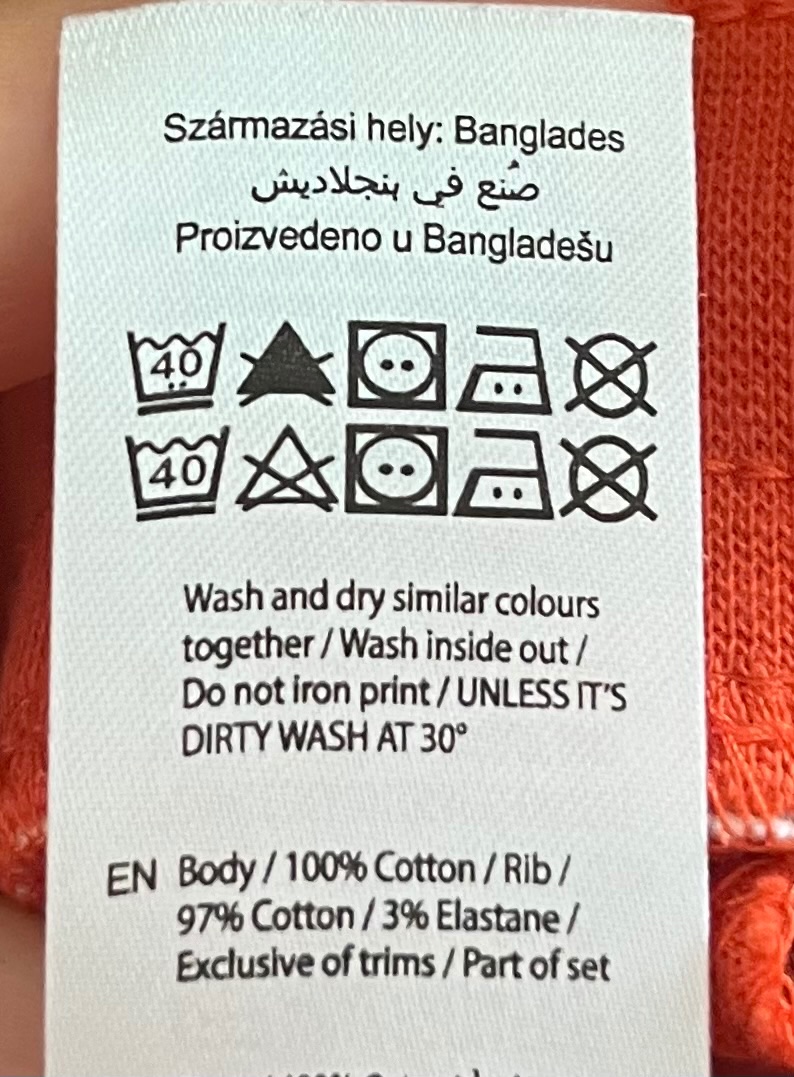 Származási hely: Banglades
صُنع في بنجلاديش
Proizvedeno u Bangladešu
40
40
Wash and dry similar colours
together / Wash inside out /
Do not iron print / UNLESS IT'S
DIRTY WASH AT 30°
EN Body / 100% Cotton / Rib /
97% Cotton / 3% Elastane /
Exclusive of trims / Part of set